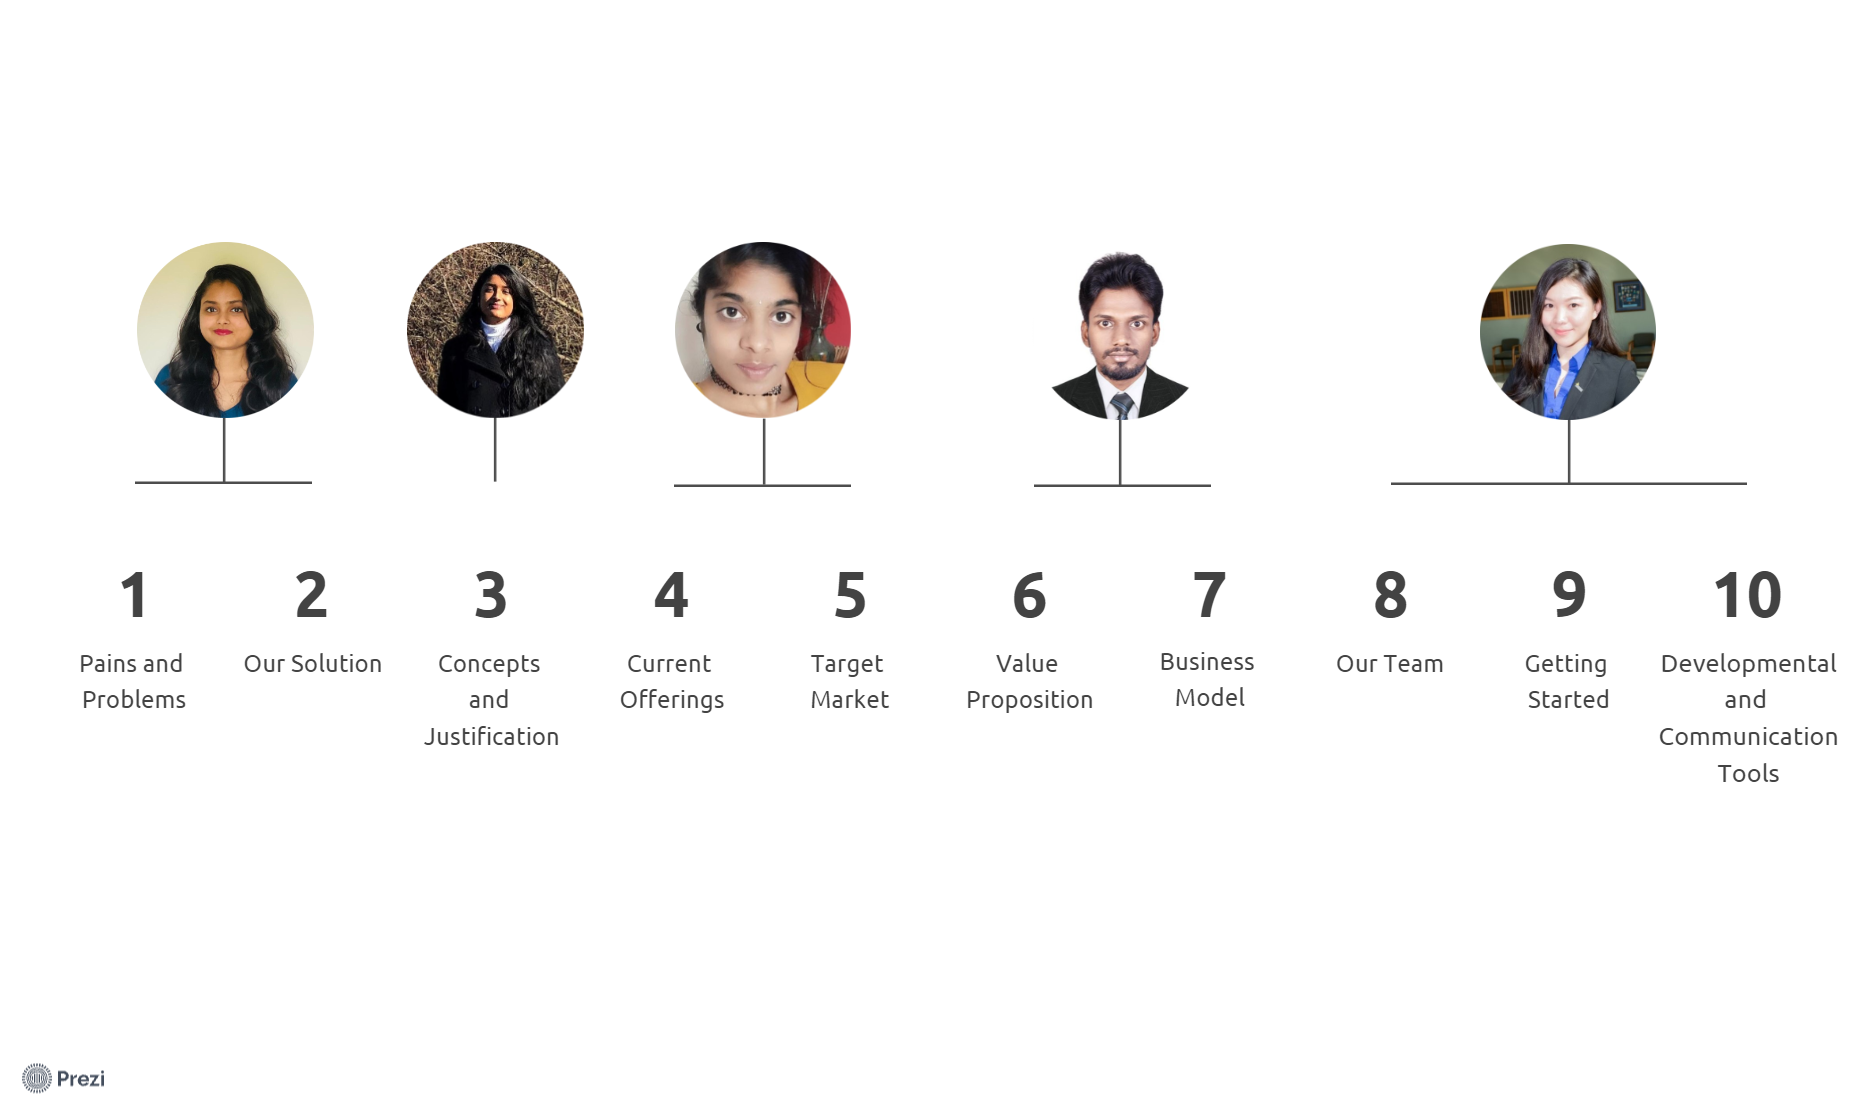 1
Pains and
Problems
2
Our Solution
3
Concepts
and
Justification
4
Current
Offerings
5
Target
Market
6
Value
Proposition
7
Business
Model
8
Our Team
9
Getting
Started
10
Developmental
and
Communication
Tools
Prezi